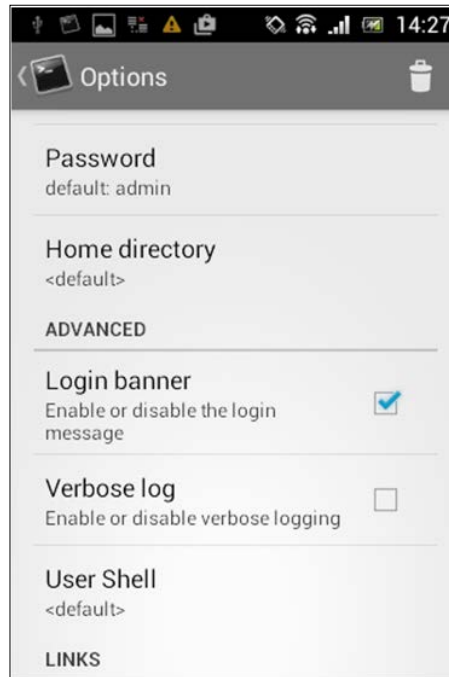 14:27
Options
Password
default: admin
Home directory
<default>
ADVANCED
Login banner
Enable or disable the login
message
Verbose log
Enable or disable verbose logging
User Shell
<default>
LINKS